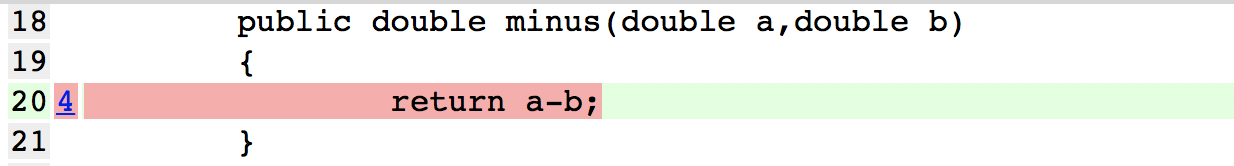 18 public double minus(double a,double b)
19 {
20 4 return a-b;
21 }